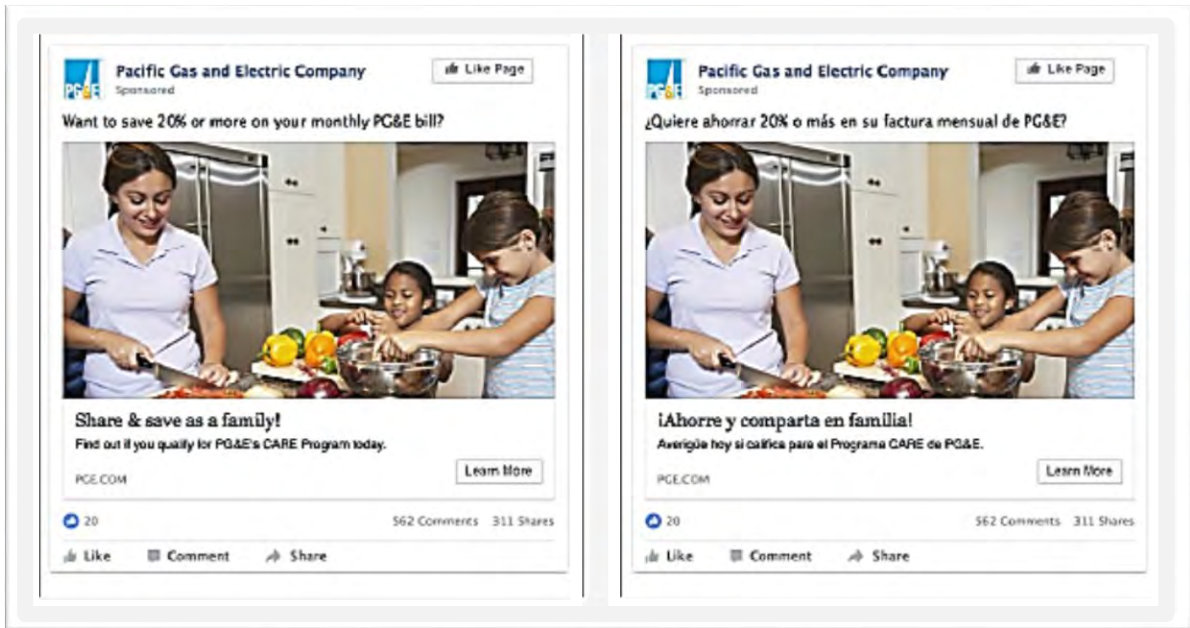 PG&E
Pacific Gas and Electric Company
Like Page
Sponsored
Want to save 20% or more on your monthly PG&E bill?
Share & save as a family!
Find out if you qualify for PG&E's CARE Program today.
Learn More
PGE.COM
20
562 Comments 311 Shares
Like Comment Share
PG&E
Pacific Gas and Electric Company
Like Page
Sponsored
¿Quiere ahorrar 20% o más en su factura mensual de PG&E?
¡Ahorre y comparta en familia!
Averigüe hoy si califica para el Programa CARE de PG&E.
Learn More
PGE.COM
20
562 Comments 311 Shares
Like Comment Share